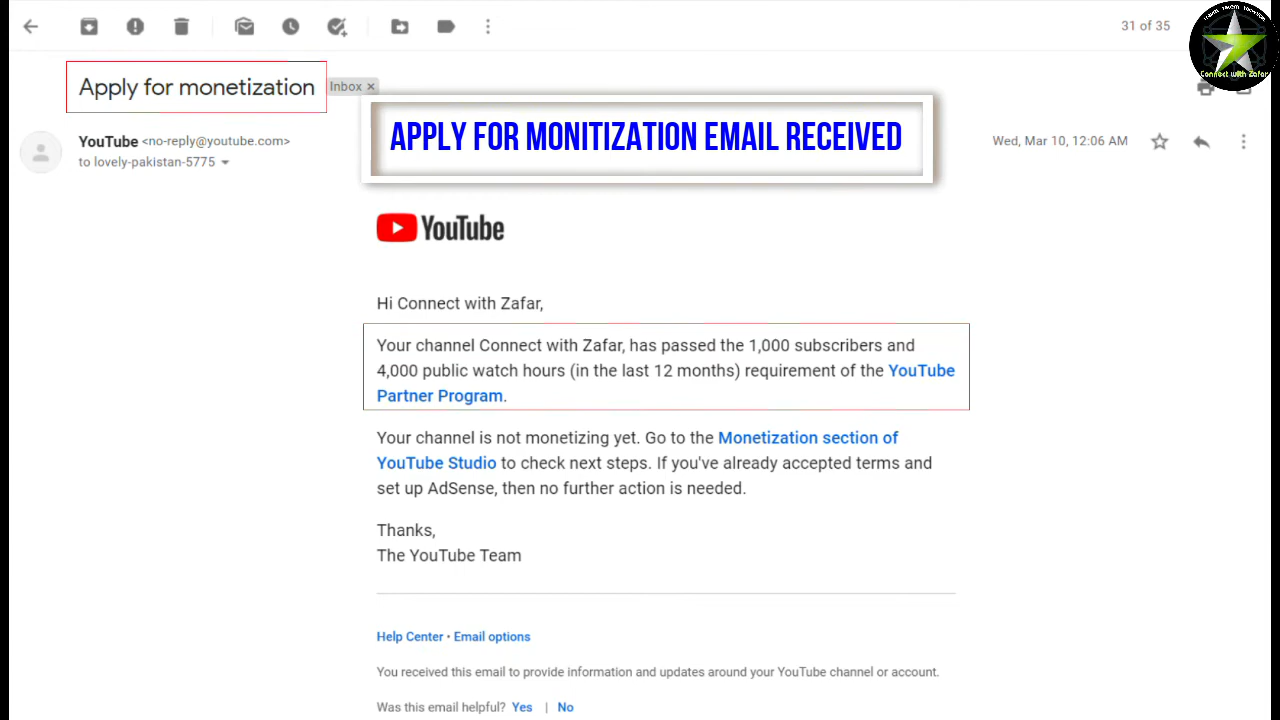 31 of 35
Connect with Zafar
Apply for monetization
Inbox ×
APPLY FOR MONITIZATION EMAIL RECEIVED
YouTube <no-reply@youtube.com>
Wed, Mar 10, 12:06 AM
to lovely-pakistan-5775
YouTube
Hi Connect with Zafar,
Your channel Connect with Zafar, has passed the 1,000 subscribers and
4,000 public watch hours (in the last 12 months) requirement of the YouTube
Partner Program.
Your channel is not monetizing yet. Go to the Monetization section of
YouTube Studio to check next steps. If you've already accepted terms and
set up AdSense, then no further action is needed.
Thanks,
The YouTube Team
Help Center • Email options
You received this email to provide information and updates around your YouTube channel or account.
Was this email helpful? Yes | No